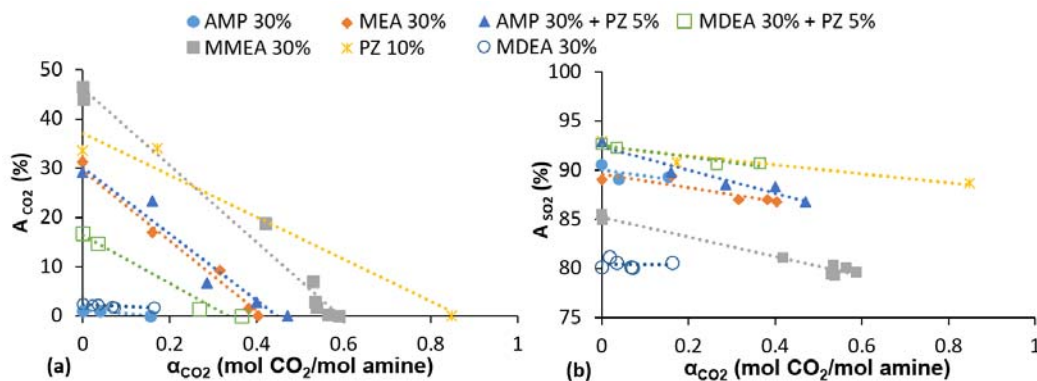 AMP 30% MEA 30% AMP 30% + PZ 5% MDEA 30% + PZ 5%
MMEA 30% PZ 10% MDEA 30%
50
40
30
20
10
0
A CO2 (%)
0 0.2 0.4 0.6 0.8 1
(a) αCO2 (mol CO2/mol amine)
100
95
90
85
80
75
A SO2 (%)
0 0.2 0.4 0.6 0.8 1
(b) αCO2 (mol CO2/mol amine)